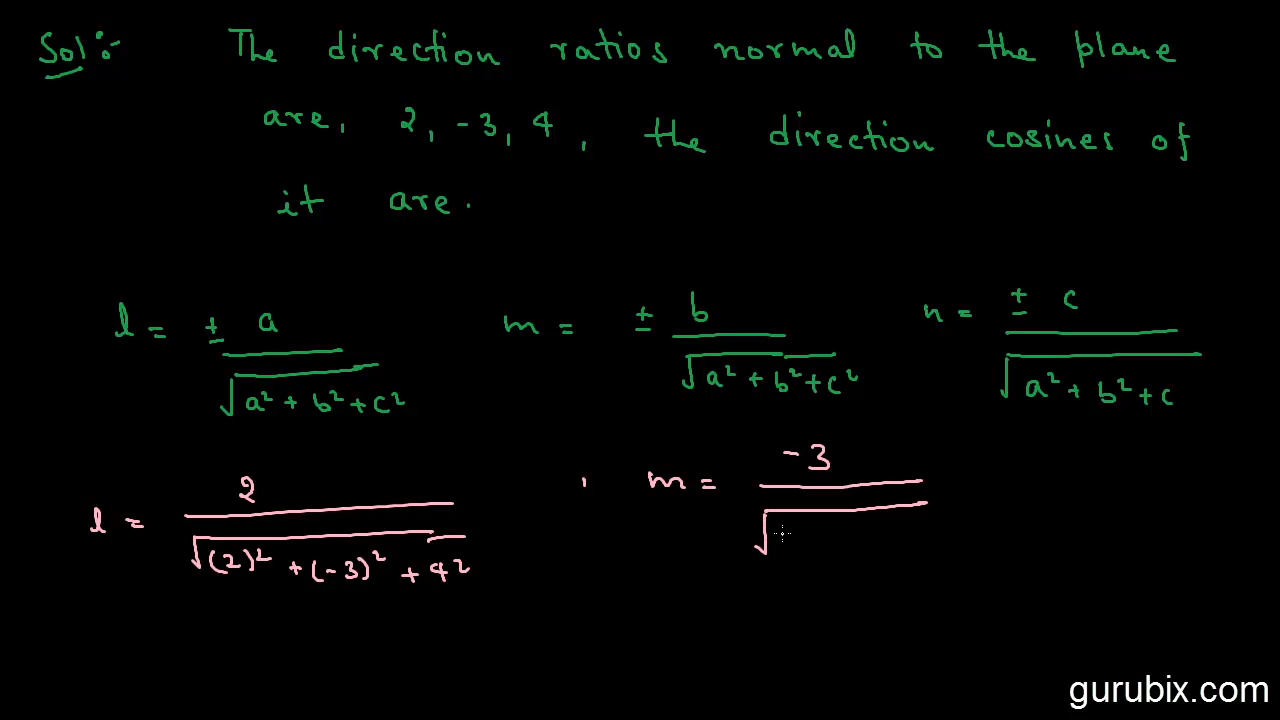 Sol:- The direction ratios normal to the plane
are, 2, -3, 4, the direction cosines of
it are.
l = ± a / √(a² + b² + c²) m = ± b / √(a² + b² + c²) n = ± c / √(a² + b² + c)
l = 2 / √((2)² + (-3)² + 4²) , m = -3 / √
gurubix.com